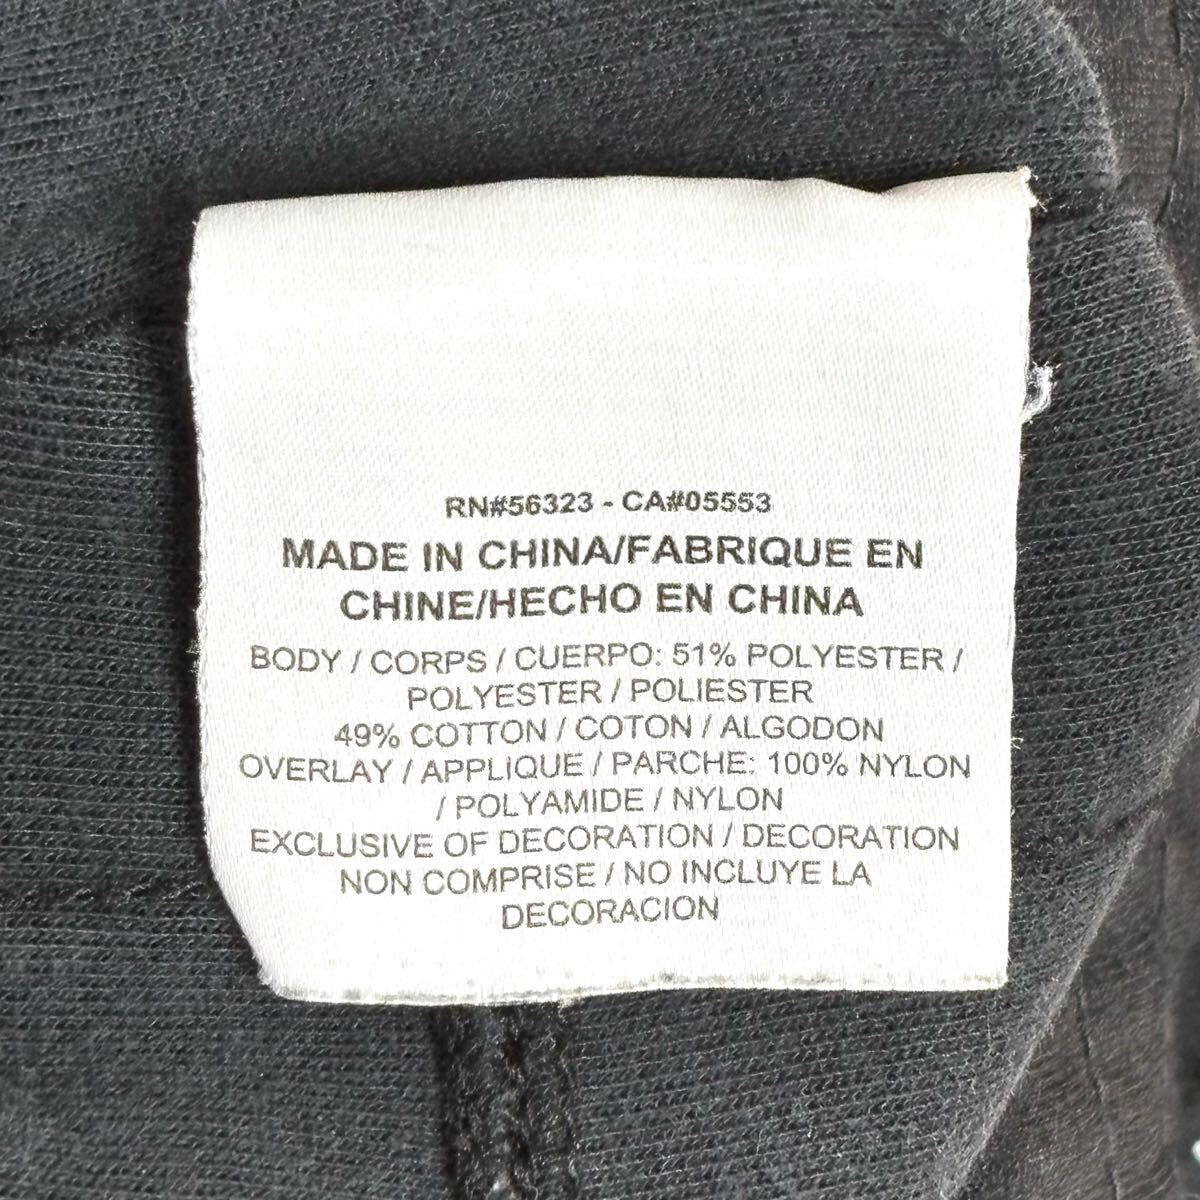 RN#56323 - CA#05553
MADE IN CHINA/FABRIQUE EN
CHINE/HECHO EN CHINA
BODY / CORPS / CUERPO: 51% POLYESTER /
POLYESTER / POLIESTER
49% COTTON / COTON / ALGODON
OVERLAY / APPLIQUE / PARCHE: 100% NYLON
/ POLYAMIDE / NYLON
EXCLUSIVE OF DECORATION / DECORATION
NON COMPRISE / NO INCLUYE LA
DECORACION